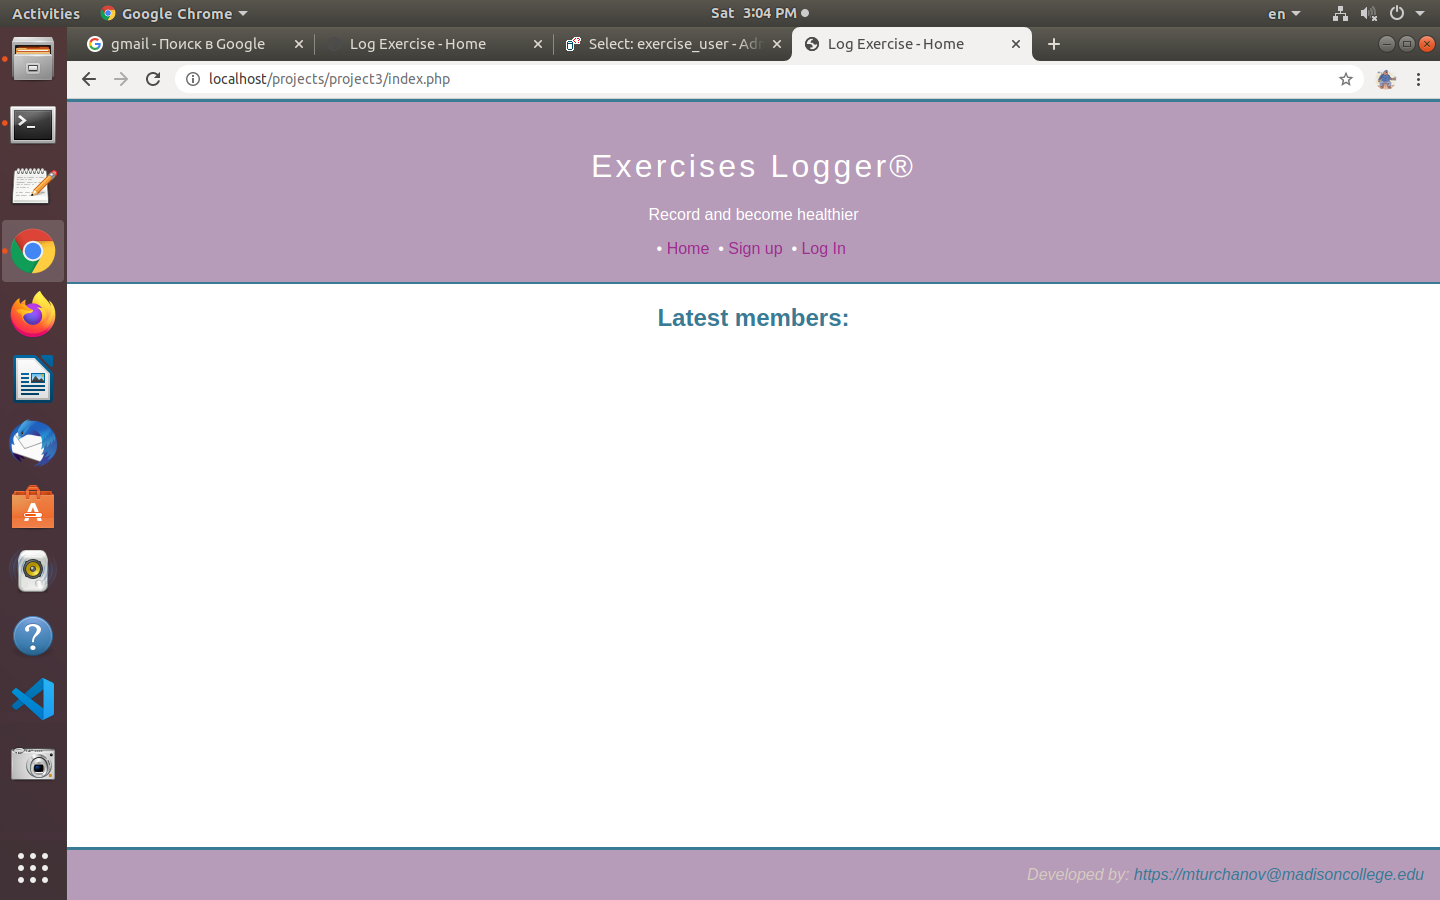 Activities
Google Chrome
Sat 3:04 PM
en
gmail - Поиск в Google
Log Exercise - Home
Select: exercise_user - Adm
Log Exercise - Home
localhost/projects/project3/index.php
Exercises Logger®
Record and become healthier
• Home • Sign up • Log In
Latest members:
Developed by: https://mturchanov@madisoncollege.edu